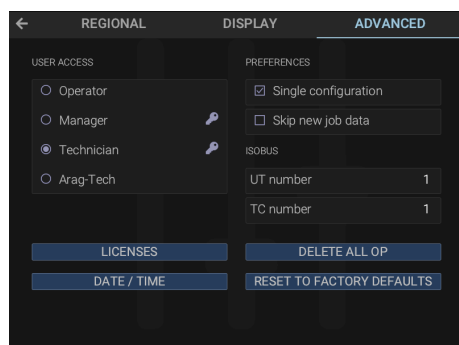 REGIONAL DISPLAY ADVANCED
USER ACCESS
Operator
Manager
Technician
Arag-Tech
PREFERENCES
Single configuration
Skip new job data
ISOBUS
UT number 1
TC number 1
LICENSES
DELETE ALL OP
DATE / TIME
RESET TO FACTORY DEFAULTS